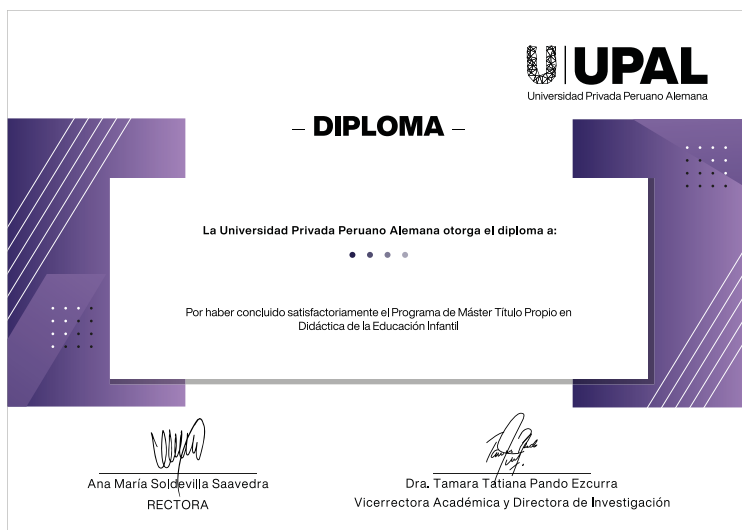 UPAL
Universidad Privada Peruano Alemana
– DIPLOMA –
La Universidad Privada Peruano Alemana otorga el diploma a:
Por haber concluido satisfactoriamente el Programa de Máster Título Propio en
Didáctica de la Educación Infantil
Ana María Soldevilla Saavedra
RECTORA
Dra. Tamara Tatiana Pando Ezcurra
Vicerrectora Académica y Directora de Investigación